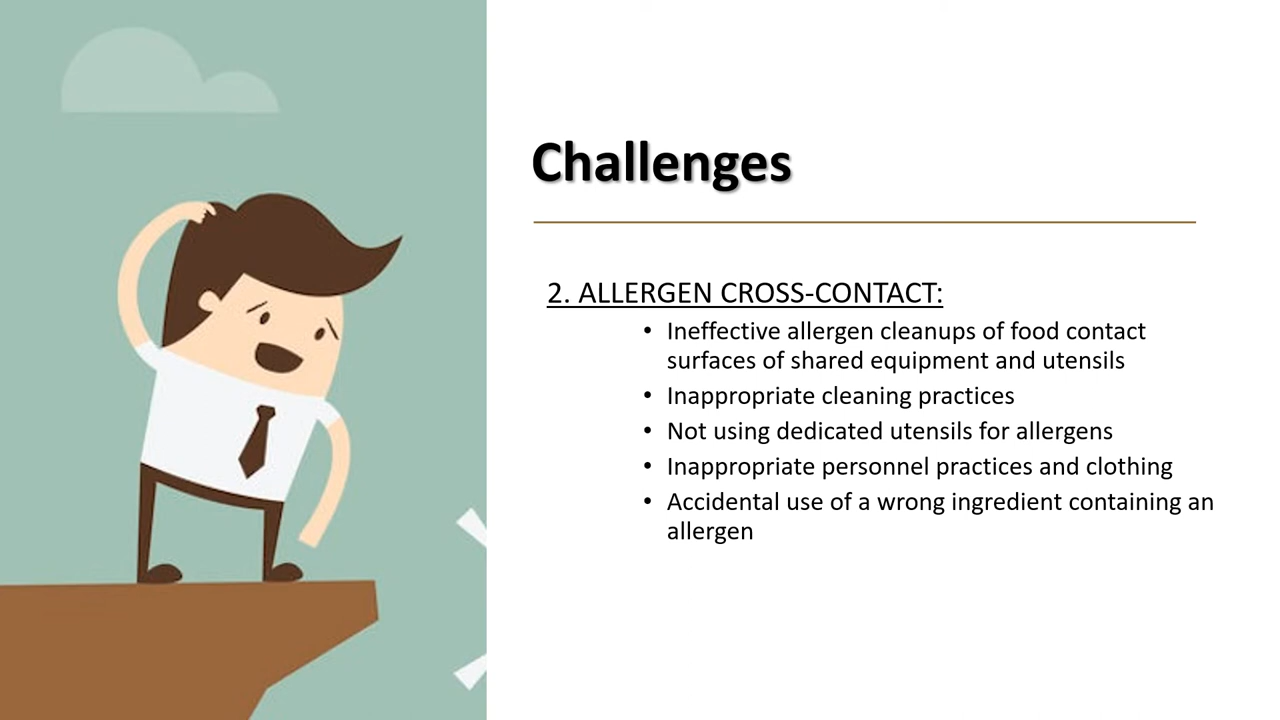 Challenges
2. ALLERGEN CROSS-CONTACT:
• Ineffective allergen cleanups of food contact
surfaces of shared equipment and utensils
• Inappropriate cleaning practices
• Not using dedicated utensils for allergens
• Inappropriate personnel practices and clothing
• Accidental use of a wrong ingredient containing an
allergen